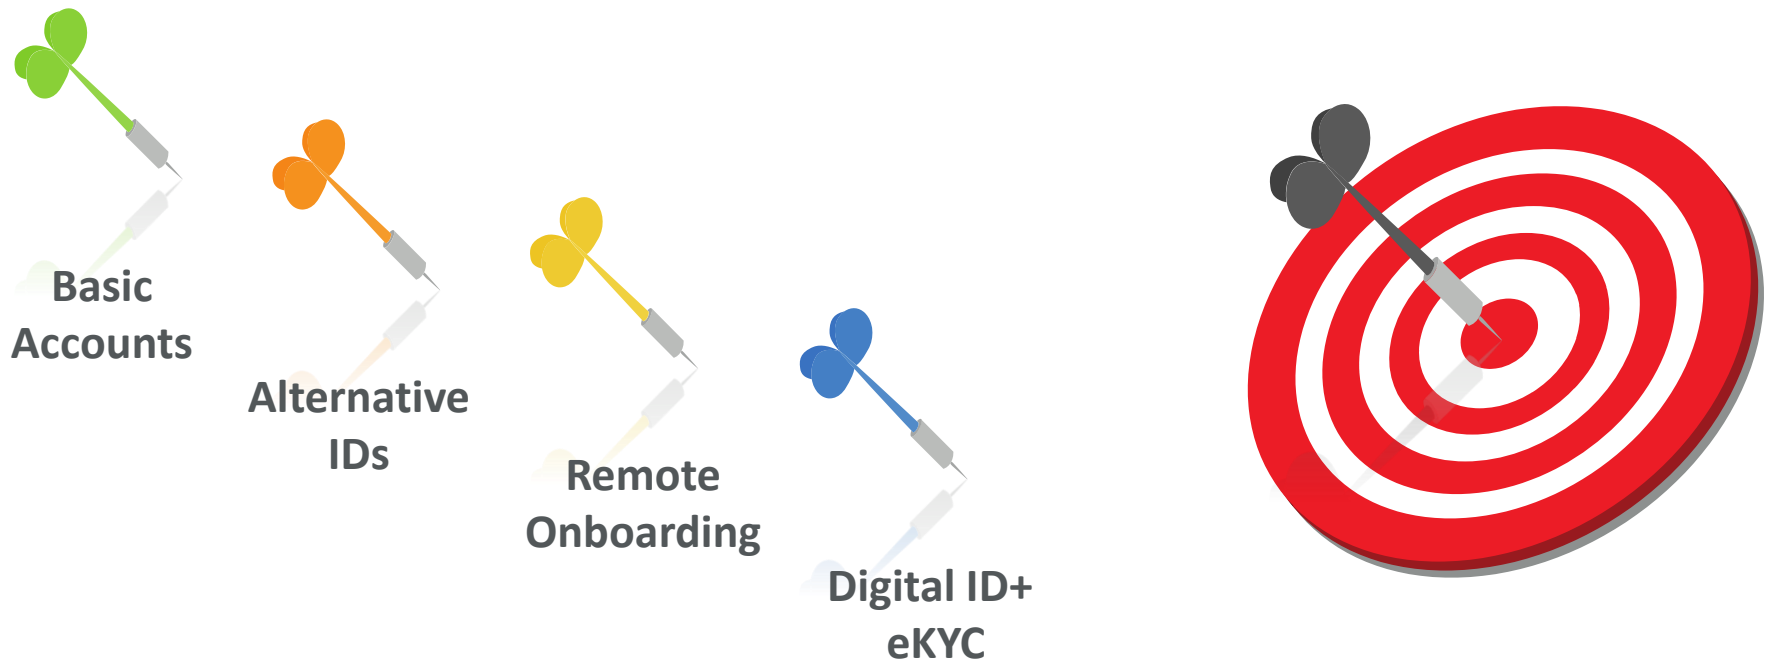 Basic
Accounts
Alternative
IDs
Remote
Onboarding
Digital ID+
eKYC